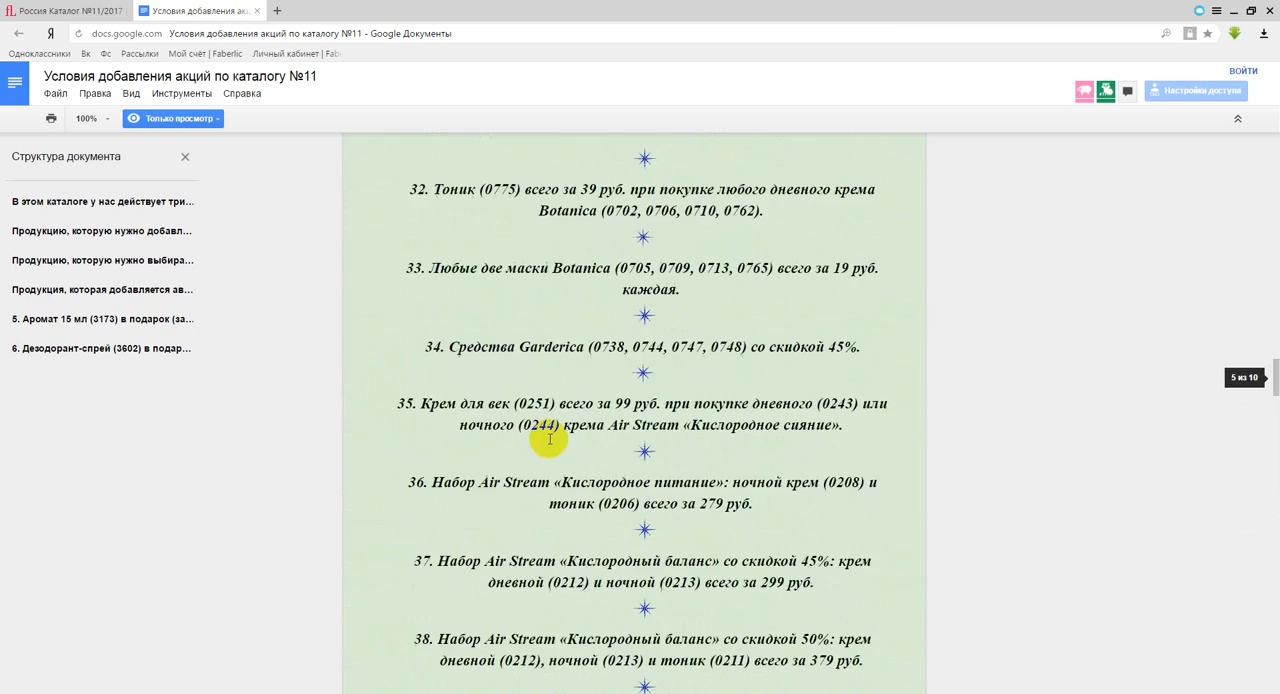 Россия Каталог №11/2017
Условия добавления ак
docs.google.com Условия добавления акций по каталогу №11 - Google Документы
Одноклассники Вк Фс Рассылки Мой счёт | Faberlic Личный кабинет | Fab
Условия добавления акций по каталогу №11
ВОЙТИ
Файл Правка Вид Инструменты Справка
Настройки доступа
100% Только просмотр
Структура документа
В этом каталоге у нас действует три...
Продукцию, которую нужно добавл...
Продукцию, которую нужно выбира...
Продукция, которая добавляется ав...
5. Аромат 15 мл (3173) в подарок (за...
6. Дезодорант-спрей (3602) в подар...
32. Тоник (0775) всего за 39 руб. при покупке любого дневного крема
Botanica (0702, 0706, 0710, 0762).
33. Любые две маски Botanica (0705, 0709, 0713, 0765) всего за 19 руб.
каждая.
34. Средства Garderica (0738, 0744, 0747, 0748) со скидкой 45%.
5 из 10
35. Крем для век (0251) всего за 99 руб. при покупке дневного (0243) или
ночного (0244) крема Air Stream «Кислородное сияние».
36. Набор Air Stream «Кислородное питание»: ночной крем (0208) и
тоник (0206) всего за 279 руб.
37. Набор Air Stream «Кислородный баланс» со скидкой 45%: крем
дневной (0212) и ночной (0213) всего за 299 руб.
38. Набор Air Stream «Кислородный баланс» со скидкой 50%: крем
дневной (0212), ночной (0213) и тоник (0211) всего за 379 руб.